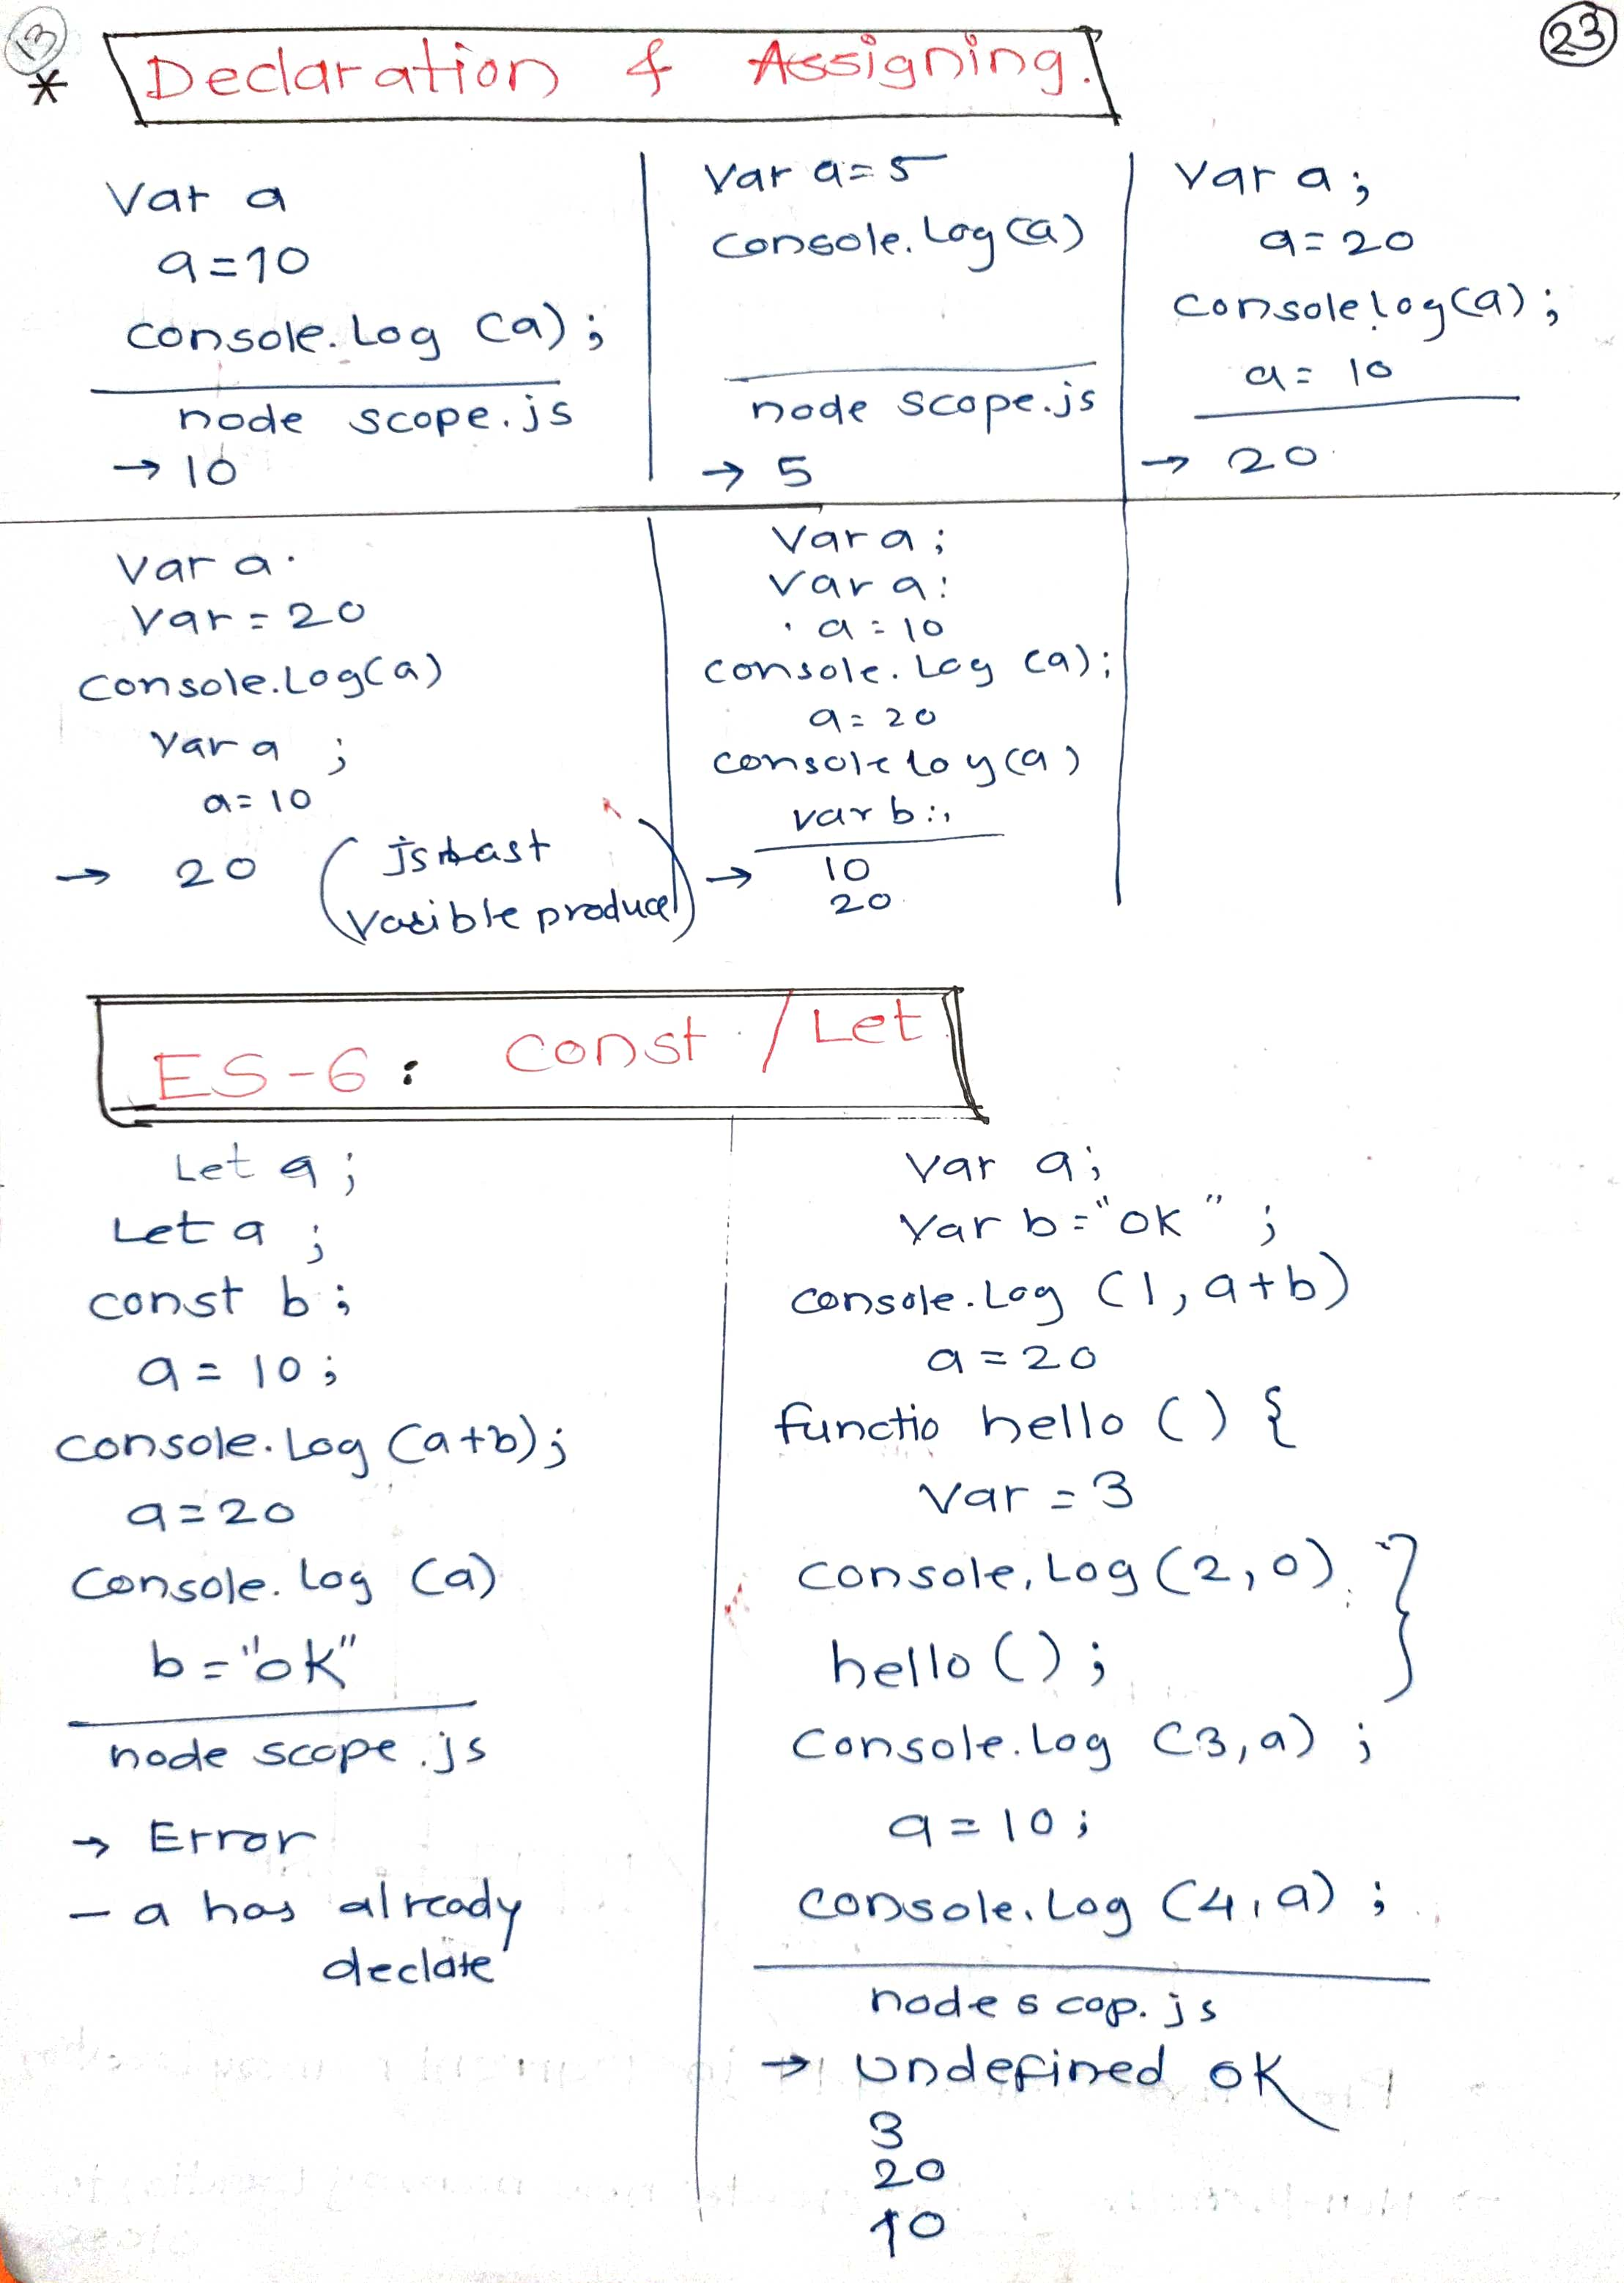 13
23
* Declaration & Assigning.
Var a
a=10
console.Log (a);
node scope.js
→ 10
Var a=5
console.Log(a)
node scope.js
→ 5
Var a;
a=20
console.log(a);
a= 10
→ 20
Var a.
Var=20
console.Log(a)
Var a ;
a=10
→ 20
Varible produce
Var a;
Var a:
a=10
console.Log (a);
a=20
console log(a)
var b;,
→ 10
20
ES-6: Const / Let
Let a;
Let a ;
const b;
a= 10;
console.Log (a+b);
a=20
Console.log (a)
b="ok"
node scope.js
→ Error
- a has already
declate
Var a;
Var b="ok";
console.Log (1, a+b)
a=20
functio hello () {
Var = 3
console.Log (2,0) }
hello ();
Console.Log (3,a) ;
a=10;
console.Log (4,a) ;
node scop.js
→ Undefined ok
3
20
10